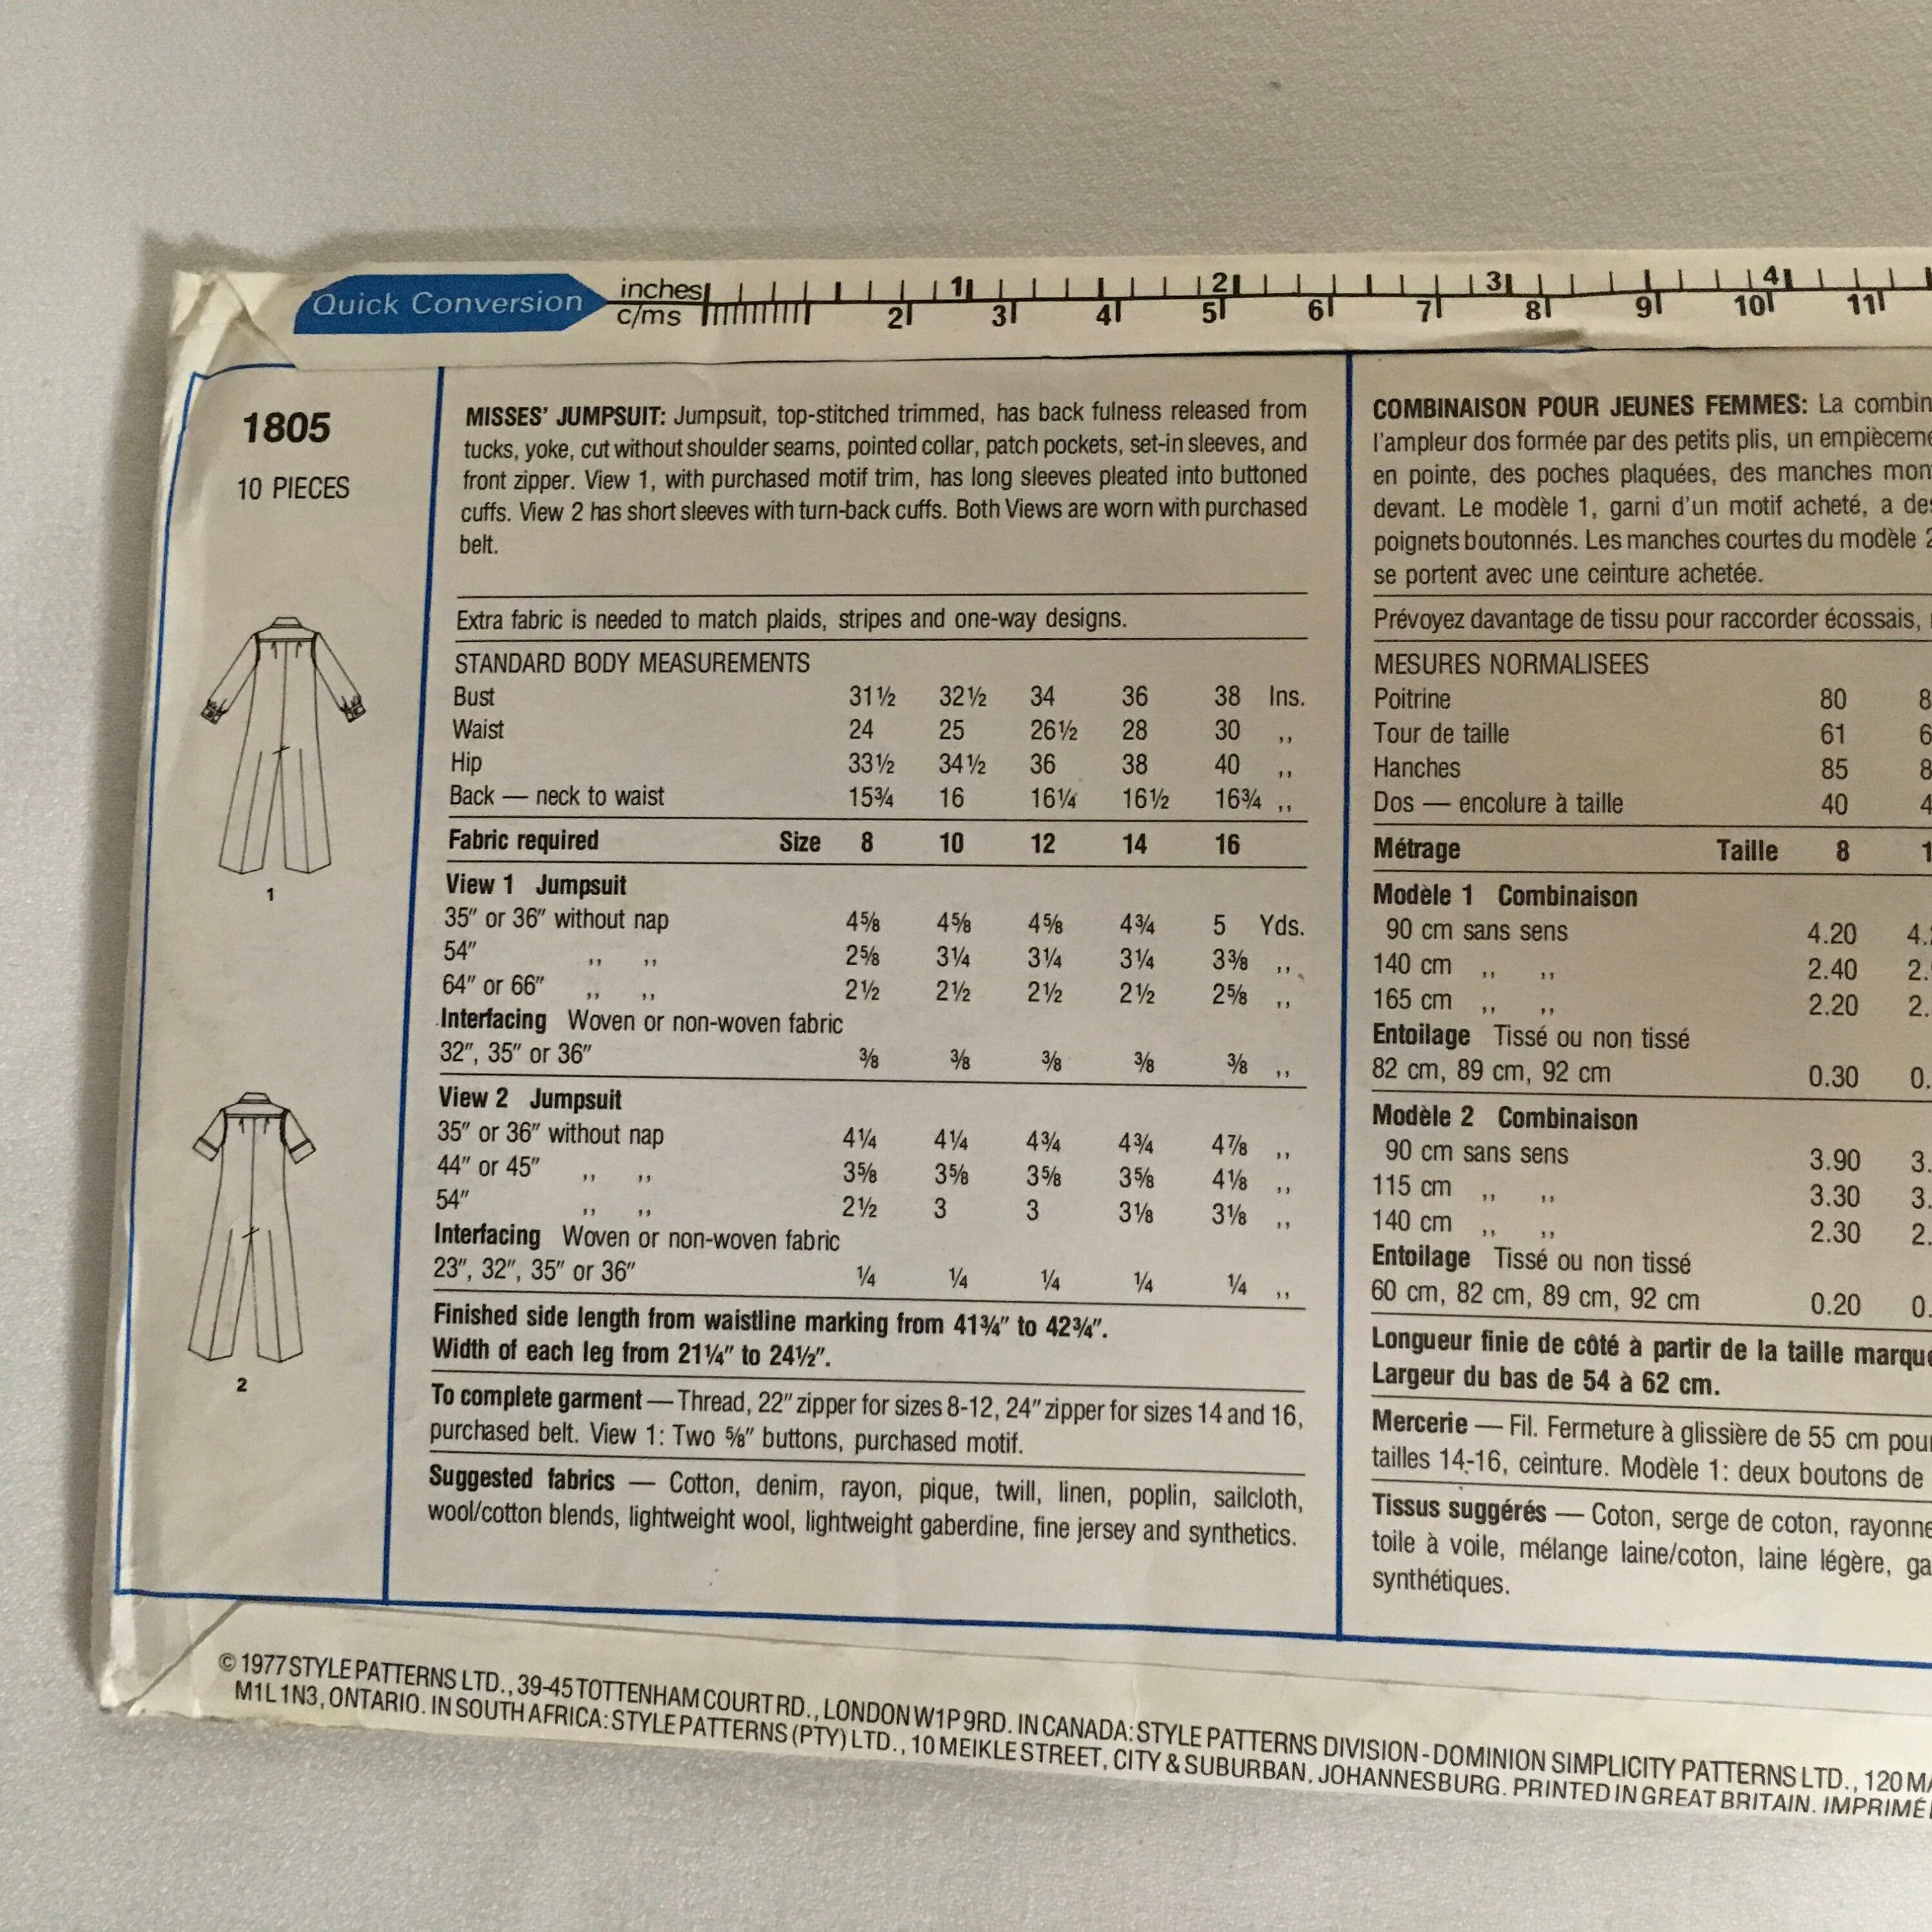 Quick Conversion
inches 1 2 3 4
c/ms 2 3 4 5 6 7 8 9 10 11
1805
10 PIECES
1
2
MISSES' JUMPSUIT: Jumpsuit, top-stitched trimmed, has back fulness released from
tucks, yoke, cut without shoulder seams, pointed collar, patch pockets, set-in sleeves, and
front zipper. View 1, with purchased motif trim, has long sleeves pleated into buttoned
cuffs. View 2 has short sleeves with turn-back cuffs. Both Views are worn with purchased
belt.
Extra fabric is needed to match plaids, stripes and one-way designs.
STANDARD BODY MEASUREMENTS
Bust 31½ 32½ 34 36 38 Ins.
Waist 24 25 26½ 28 30 ,,
Hip 33½ 34½ 36 38 40 ,,
Back — neck to waist 15¾ 16 16¼ 16½ 16¾ ,,
Fabric required Size 8 10 12 14 16
View 1 Jumpsuit
35″ or 36″ without nap 4⅝ 4⅝ 4⅝ 4¾ 5 Yds.
54″ ,, ,, 2⅝ 3¼ 3¼ 3¼ 3⅜ ,,
64″ or 66″ ,, ,, 2½ 2½ 2½ 2½ 2⅝ ,,
Interfacing Woven or non-woven fabric
32″, 35″ or 36″ ⅜ ⅜ ⅜ ⅜ ⅜ ,,
View 2 Jumpsuit
35″ or 36″ without nap 4¼ 4¼ 4¾ 4¾ 4⅞ ,,
44″ or 45″ ,, ,, 3⅝ 3⅝ 3⅝ 3⅝ 4⅛ ,,
54″ ,, ,, 2½ 3 3 3⅛ 3⅛ ,,
Interfacing Woven or non-woven fabric
23″, 32″, 35″ or 36″ ¼ ¼ ¼ ¼ ¼ ,,
Finished side length from waistline marking from 41¾″ to 42¾″.
Width of each leg from 21¼″ to 24½″.
To complete garment — Thread, 22″ zipper for sizes 8-12, 24″ zipper for sizes 14 and 16,
purchased belt. View 1: Two ⅝″ buttons, purchased motif.
Suggested fabrics — Cotton, denim, rayon, pique, twill, linen, poplin, sailcloth,
wool/cotton blends, lightweight wool, lightweight gaberdine, fine jersey and synthetics.
COMBINAISON POUR JEUNES FEMMES: La combin
l'ampleur dos formée par des petits plis, un empièceme
en pointe, des poches plaquées, des manches mon
devant. Le modèle 1, garni d'un motif acheté, a des
poignets boutonnés. Les manches courtes du modèle 2
se portent avec une ceinture achetée.
Prévoyez davantage de tissu pour raccorder écossais,
MESURES NORMALISEES
Poitrine 80 8
Tour de taille 61 6
Hanches 85 8
Dos — encolure à taille 40 4
Métrage Taille 8 1
Modèle 1 Combinaison
90 cm sans sens 4.20 4.
140 cm ,, ,, 2.40 2.
165 cm ,, ,, 2.20 2.
Entoilage Tissé ou non tissé
82 cm, 89 cm, 92 cm 0.30 0.
Modèle 2 Combinaison
90 cm sans sens 3.90 3.
115 cm ,, ,, 3.30 3.
140 cm ,, ,, 2.30 2.
Entoilage Tissé ou non tissé
60 cm, 82 cm, 89 cm, 92 cm 0.20 0.
Longueur finie de côté à partir de la taille marqué
Largeur du bas de 54 à 62 cm.
Mercerie — Fil. Fermeture à glissière de 55 cm pour
tailles 14-16, ceinture. Modèle 1: deux boutons de
Tissus suggérés — Coton, serge de coton, rayonne
toile à voile, mélange laine/coton, laine légère, ga
synthétiques.
© 1977 STYLE PATTERNS LTD., 39-45 TOTTENHAM COURT RD., LONDON W1P 9RD. IN CANADA: STYLE PATTERNS DIVISION - DOMINION SIMPLICITY PATTERNS LTD., 120 MA
M1L 1N3, ONTARIO. IN SOUTH AFRICA: STYLE PATTERNS (PTY) LTD., 10 MEIKLE STREET, CITY & SUBURBAN. JOHANNESBURG. PRINTED IN GREAT BRITAIN. IMPRIMÉ